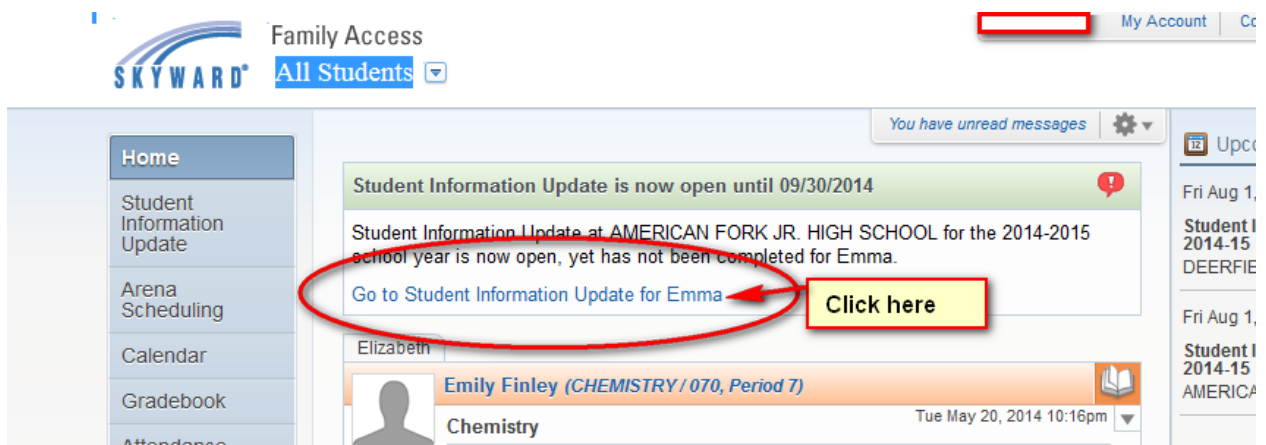 Family Access
My Account
SKYWARD®
All Students
You have unread messages
Home
Student
Information
Update
Arena
Scheduling
Calendar
Gradebook
Attendance
Student Information Update is now open until 09/30/2014
Student Information Update at AMERICAN FORK JR. HIGH SCHOOL for the 2014-2015
school year is now open, yet has not been completed for Emma.
Go to Student Information Update for Emma
Click here
Elizabeth
Emily Finley (CHEMISTRY / 070, Period 7)
Chemistry
Tue May 20, 2014 10:16pm
12
Fri Aug 1,
Student
2014-15
Fri Aug 1,
Student
2014-15